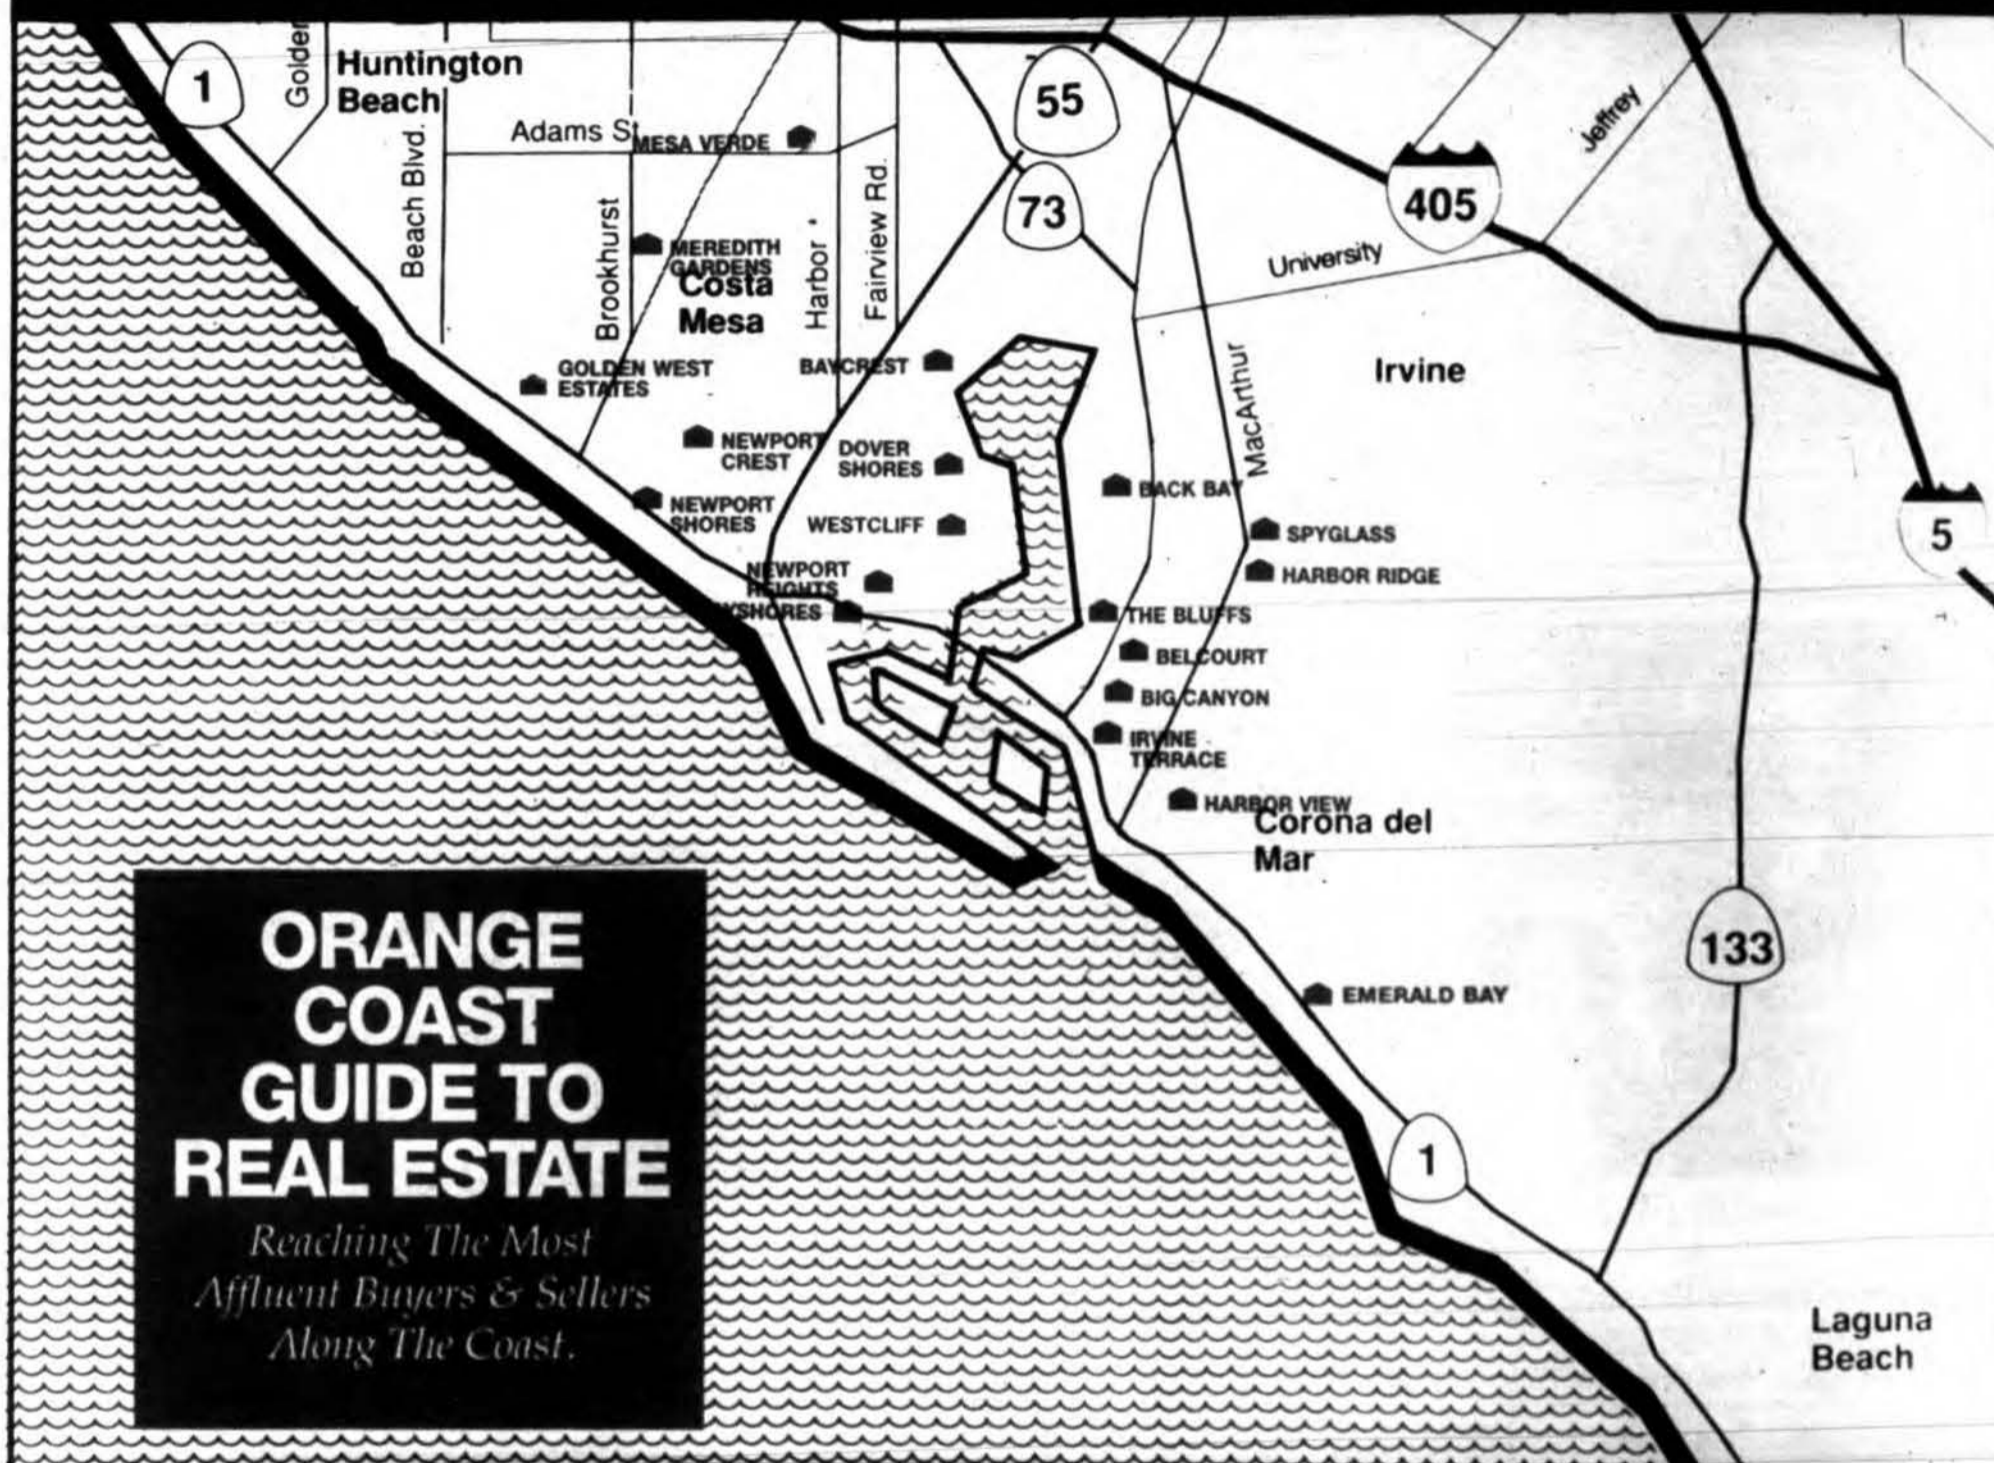 1
Golden
Huntington
Beach
Beach Blvd.
Adams St.
MESA VERDE
Brookhurst
Harbor
Fairview Rd.
55
73
405
Jeffrey
University
MEREDITH
GARDENS
Costa
Mesa
GOLDEN WEST
ESTATES
BAYCREST
Irvine
MacArthur
NEWPORT
CREST
DOVER
SHORES
BACK BAY
NEWPORT
SHORES
WESTCLIFF
SPYGLASS
5
HARBOR RIDGE
NEWPORT
HEIGHTS
YSHORES
THE BLUFFS
BELCOURT
BIG CANYON
IRVINE
TERRACE
HARBOR VIEW
Corona del
Mar
133
EMERALD BAY
1
Laguna
Beach
ORANGE
COAST
GUIDE TO
REAL ESTATE
Reaching The Most
Affluent Buyers & Sellers
Along The Coast.